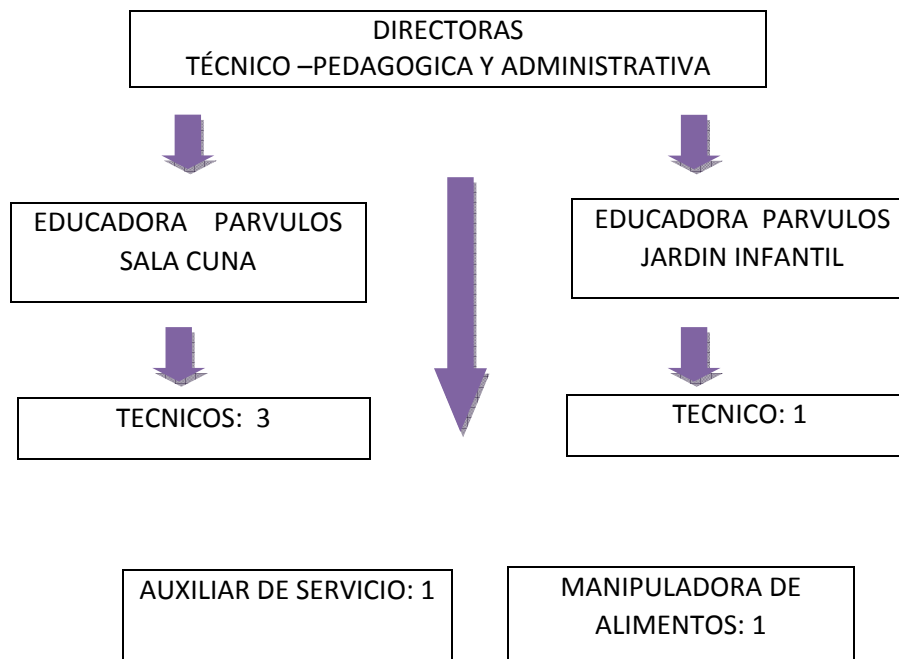 DIRECTORAS
TÉCNICO –PEDAGOGICA Y ADMINISTRATIVA
EDUCADORA PARVULOS
SALA CUNA
EDUCADORA PARVULOS
JARDIN INFANTIL
TECNICOS: 3
TECNICO: 1
AUXILIAR DE SERVICIO: 1
MANIPULADORA DE
ALIMENTOS: 1